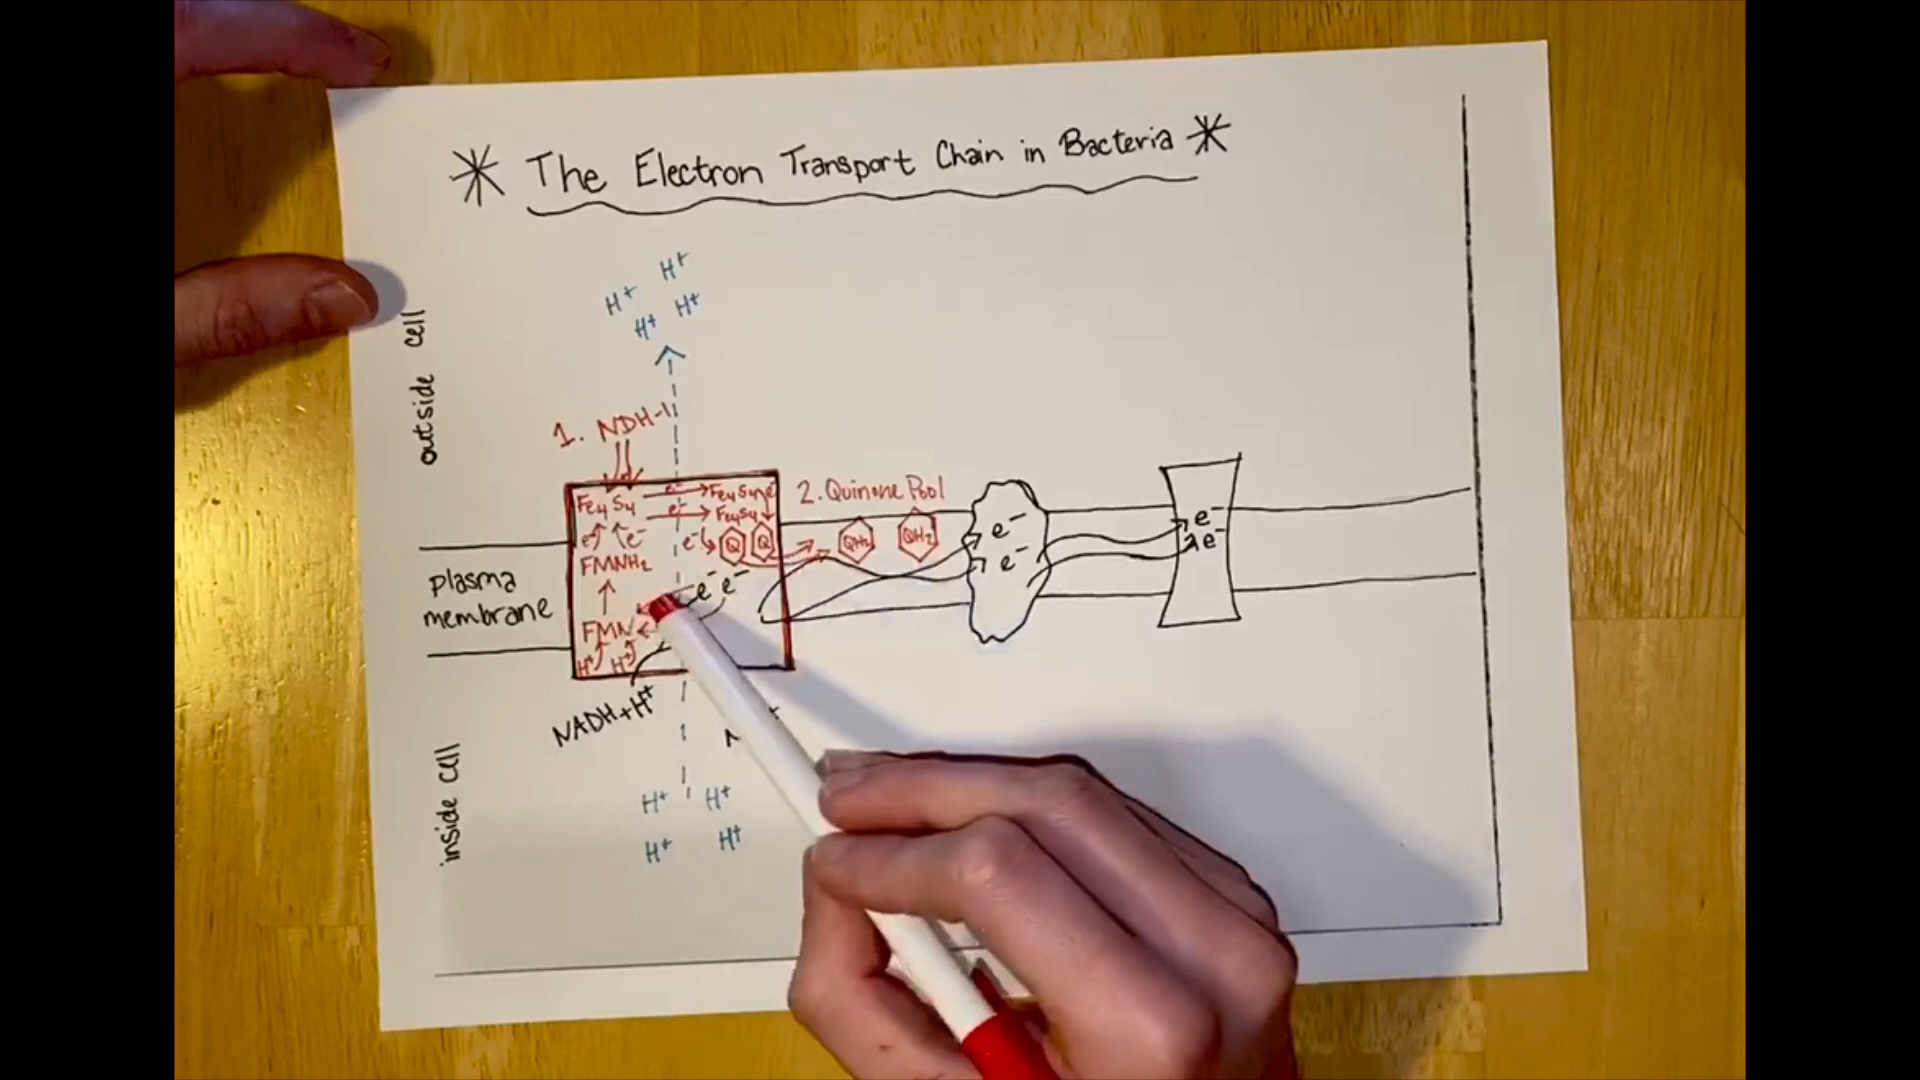 * The Electron Transport Chain in Bacteria *
outside cell
H+
H+ H+
H+
1. NDH-1
2. Quinone Pool
Fe4S4 e- Fe4S4 e-
e- Fe4S4
e- e- e- Q Q QH2 QH2
FMNH2
e- e-
e- e-
e- e-
plasma
membrane
FMN
H+ H+
NADH+H+
inside cell
H+ H+
H+ H+